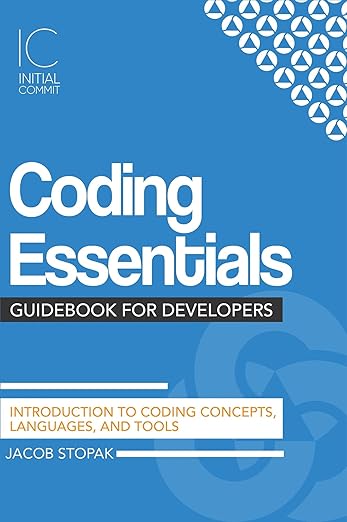 IC
INITIAL
COMMIT
Coding
Essentials
GUIDEBOOK FOR DEVELOPERS
INTRODUCTION TO CODING CONCEPTS,
LANGUAGES, AND TOOLS
JACOB STOPAK